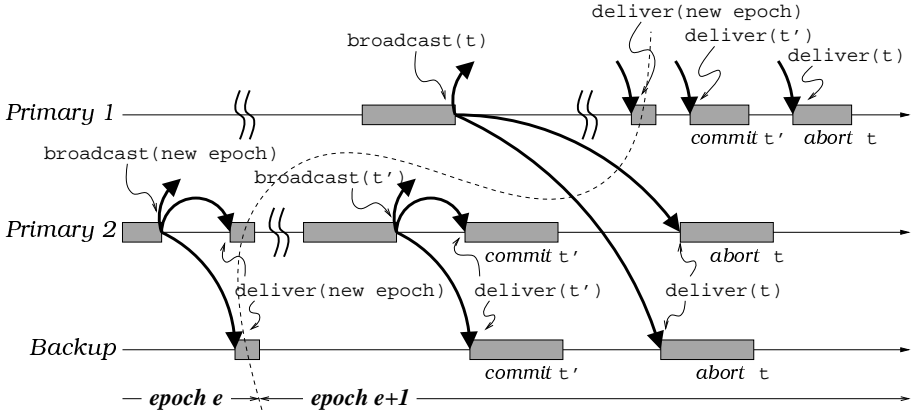 deliver(new epoch)
broadcast(t)
deliver(t’)
deliver(t)
Primary 1
commit t’
abort t
broadcast(new epoch)
broadcast(t’)
Primary 2
commit t’
abort t
deliver(new epoch)
deliver(t’)
deliver(t)
Backup
commit t’
abort t
epoch e
epoch e+1